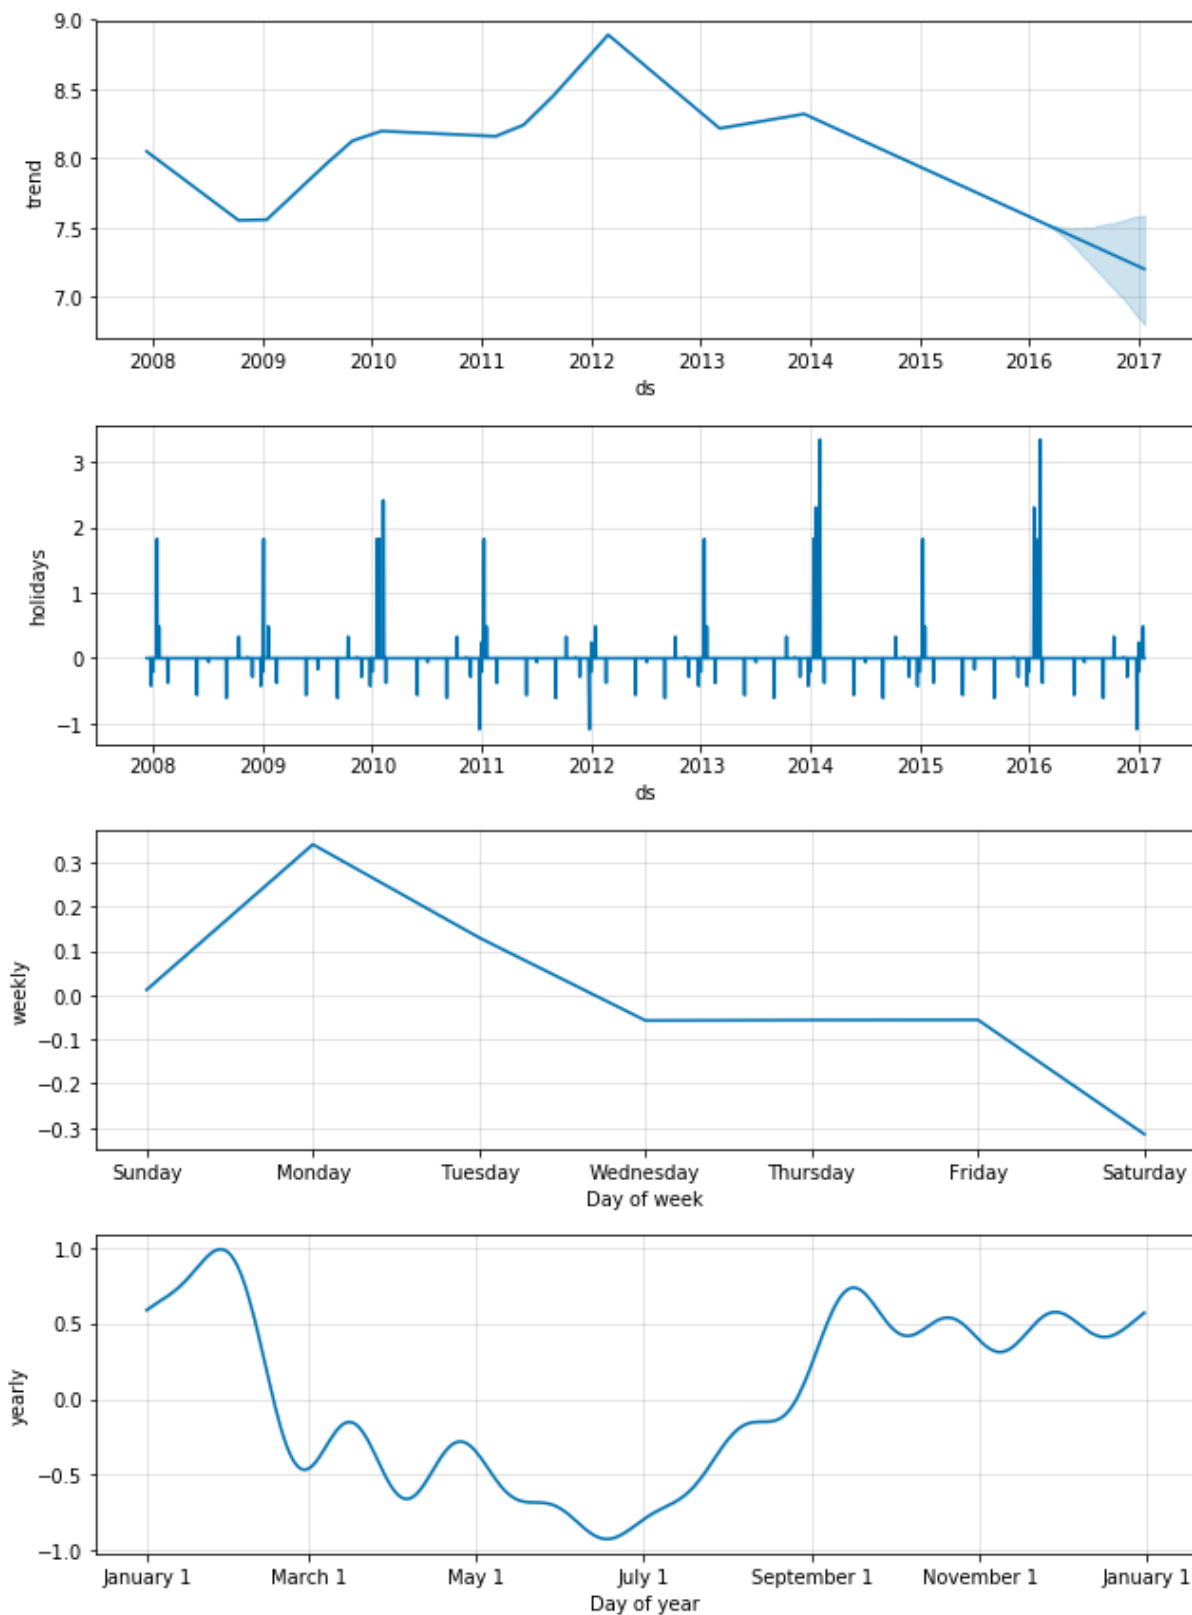 9.0
8.5
8.0
7.5
7.0
trend
2008 2009 2010 2011 2012 2013 2014 2015 2016 2017
ds
3
2
1
0
−1
holidays
2008 2009 2010 2011 2012 2013 2014 2015 2016 2017
ds
0.3
0.2
0.1
0.0
−0.1
−0.2
−0.3
weekly
Sunday Monday Tuesday Wednesday Thursday Friday Saturday
Day of week
1.0
0.5
0.0
−0.5
−1.0
yearly
January 1 March 1 May 1 July 1 September 1 November 1 January 1
Day of year